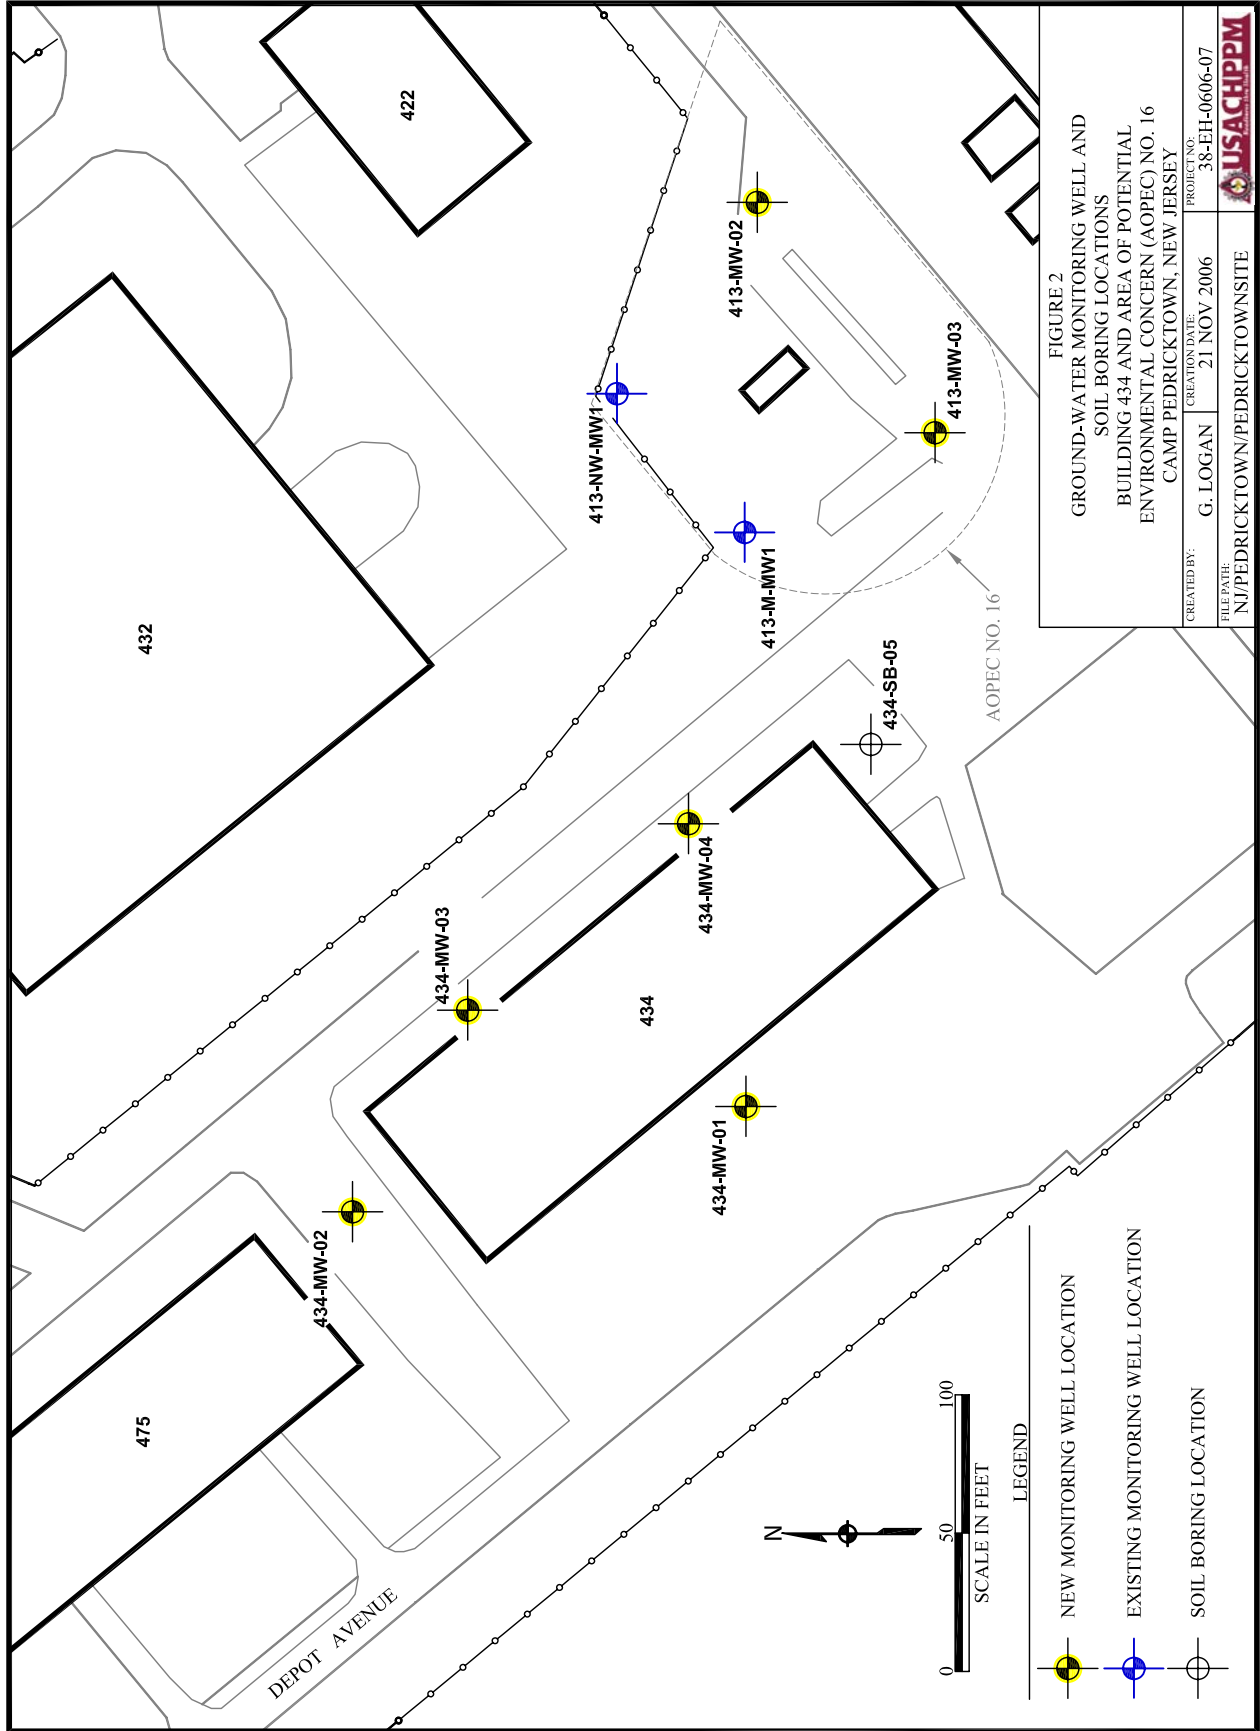 432
422
413-MW-02
413-NW-MW1
413-MW-03
413-M-MW1
434-SB-05
AOPEC NO. 16
434-MW-04
434-MW-03
434
434-MW-01
434-MW-02
475
DEPOT AVENUE
N
0 50 100
SCALE IN FEET
LEGEND
NEW MONITORING WELL LOCATION
EXISTING MONITORING WELL LOCATION
SOIL BORING LOCATION
FIGURE 2
GROUND-WATER MONITORING WELL AND
SOIL BORING LOCATIONS
BUILDING 434 AND AREA OF POTENTIAL
ENVIRONMENTAL CONCERN (AOPEC) NO. 16
CAMP PEDRICKTOWN, NEW JERSEY
CREATED BY:
G. LOGAN
CREATION DATE:
21 NOV 2006
PROJECT NO:
38-EH-0606-07
FILE PATH:
NJ/PEDRICKTOWN/PEDRICKTOWNSITE
USACHPPM